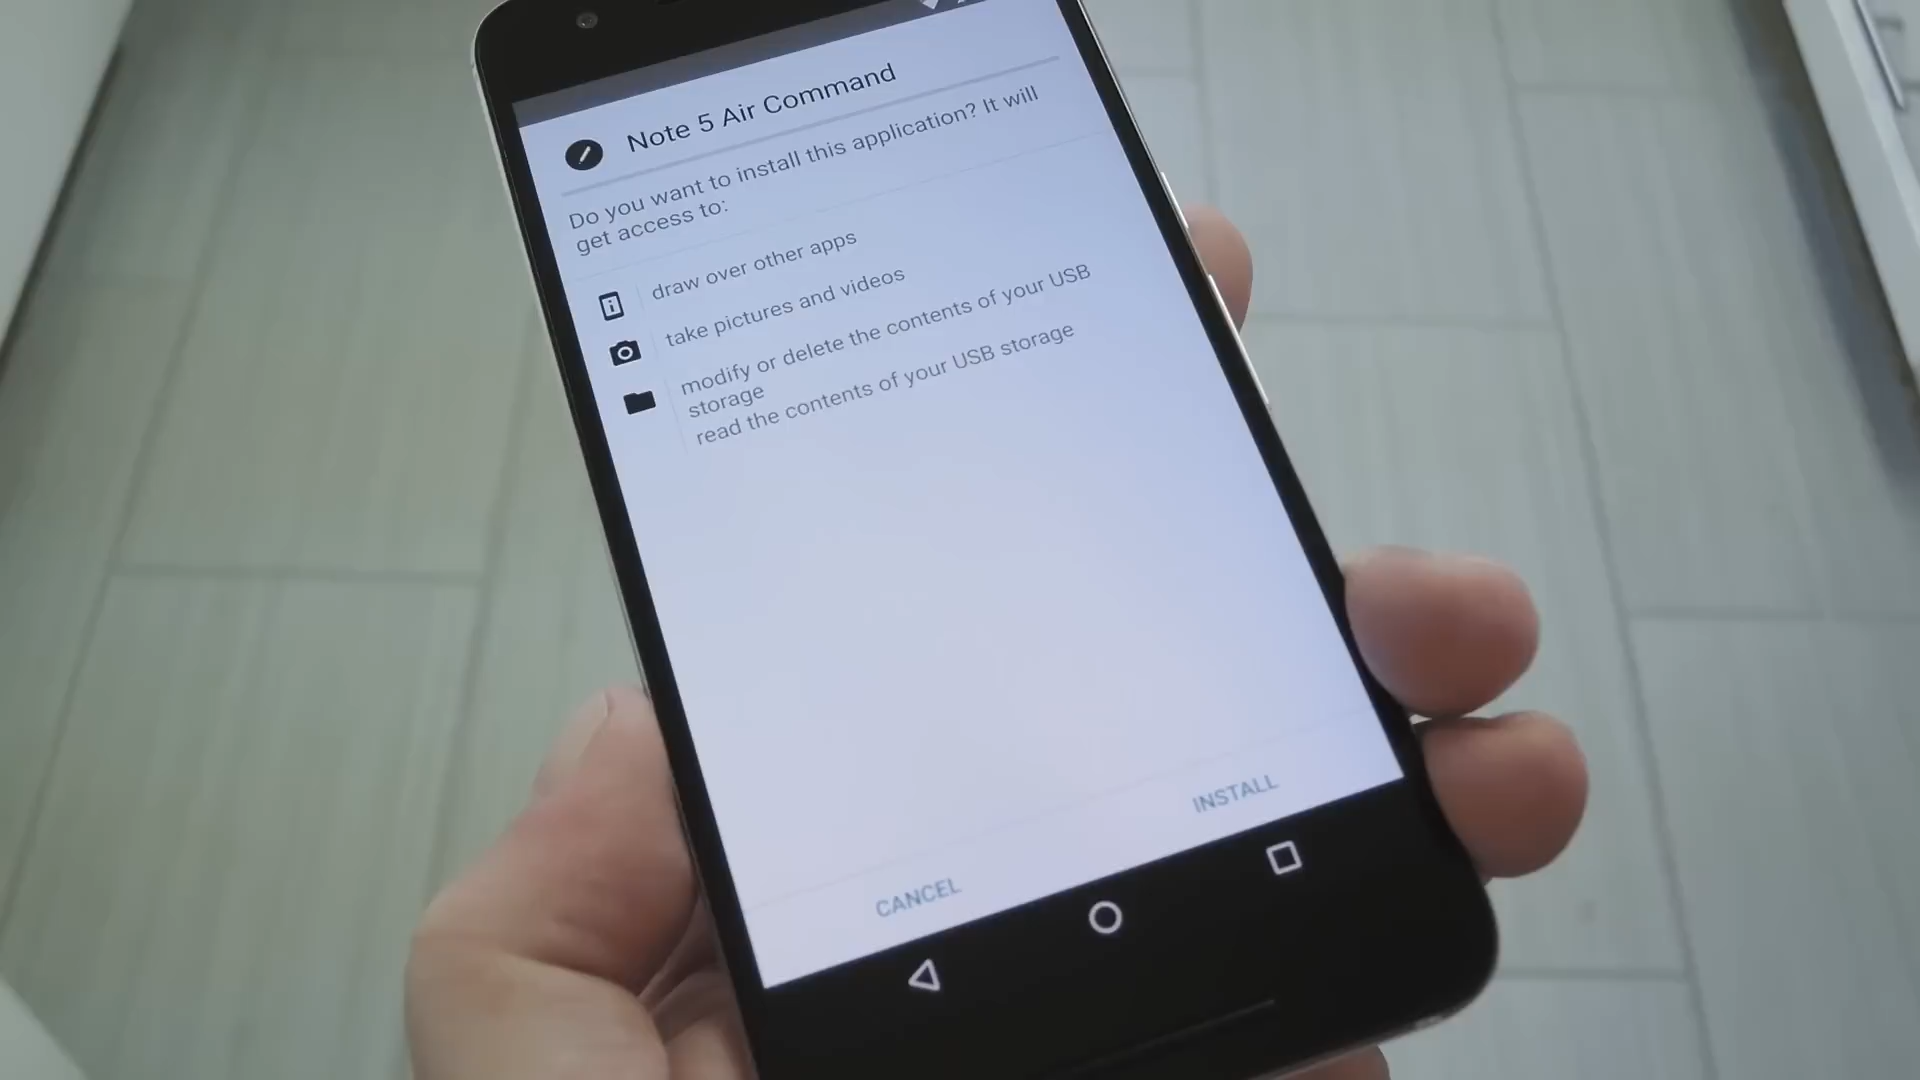 Note 5 Air Command
Do you want to install this application? It will
get access to:
draw over other apps
take pictures and videos
modify or delete the contents of your USB
storage
read the contents of your USB storage
CANCEL
INSTALL